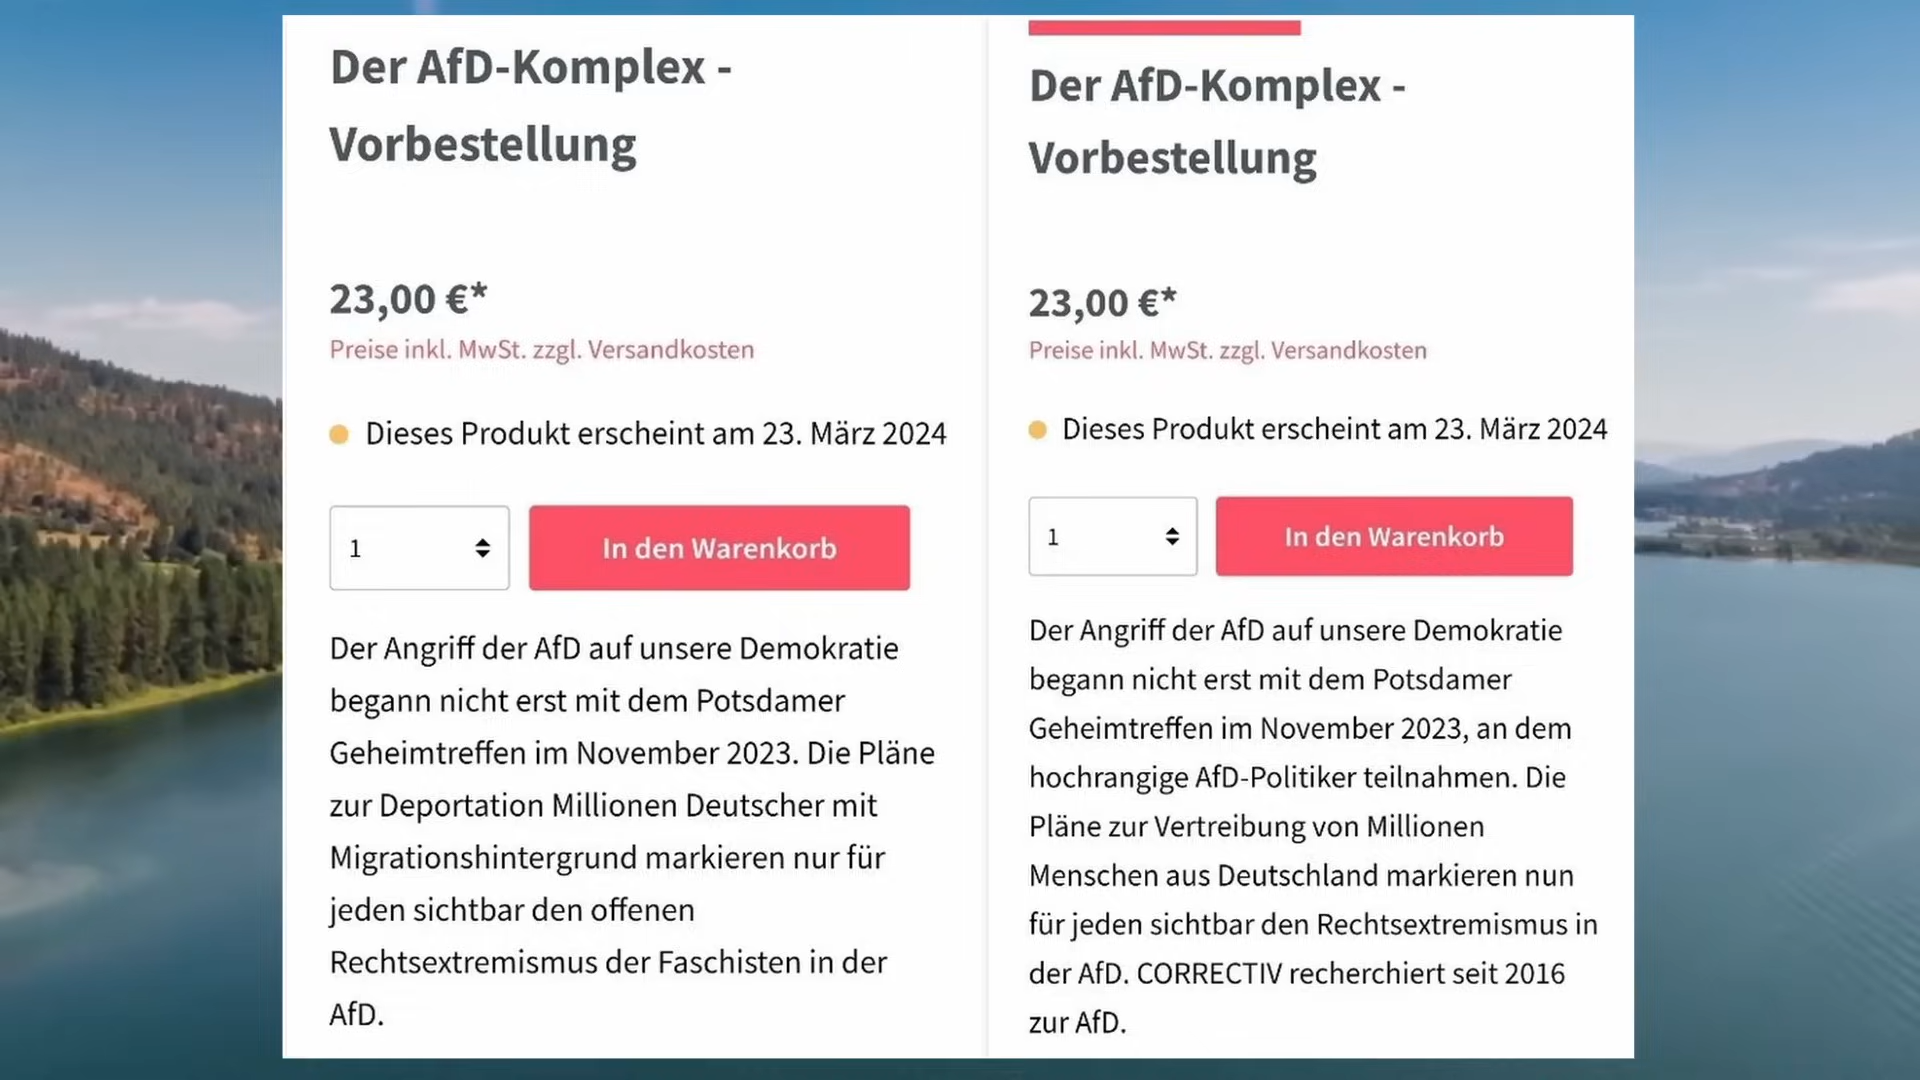 Der AfD-Komplex -
Vorbestellung
23,00 €*
Preise inkl. MwSt. zzgl. Versandkosten
Dieses Produkt erscheint am 23. März 2024
1
In den Warenkorb
Der Angriff der AfD auf unsere Demokratie
begann nicht erst mit dem Potsdamer
Geheimtreffen im November 2023. Die Pläne
zur Deportation Millionen Deutscher mit
Migrationshintergrund markieren nur für
jeden sichtbar den offenen
Rechtsextremismus der Faschisten in der
AfD.
Der AfD-Komplex -
Vorbestellung
23,00 €*
Preise inkl. MwSt. zzgl. Versandkosten
Dieses Produkt erscheint am 23. März 2024
1
In den Warenkorb
Der Angriff der AfD auf unsere Demokratie
begann nicht erst mit dem Potsdamer
Geheimtreffen im November 2023, an dem
hochrangige AfD-Politiker teilnahmen. Die
Pläne zur Vertreibung von Millionen
Menschen aus Deutschland markieren nun
für jeden sichtbar den Rechtsextremismus in
der AfD. CORRECTIV recherchiert seit 2016
zur AfD.